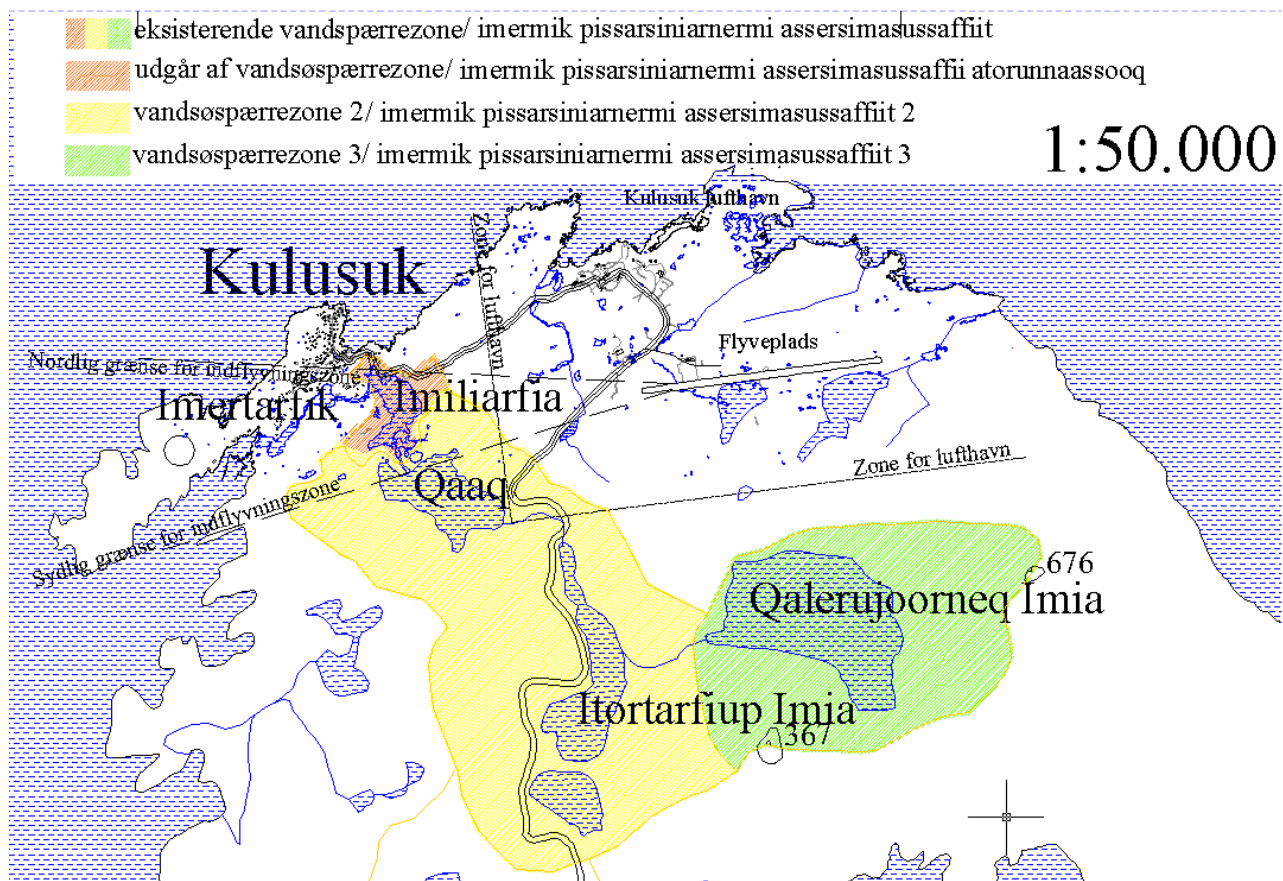 eksisterende vandspærrezone/ imermik pissarsiniarnermi assersimasussaffiit
udgår af vandsøspærrezone/ imermik pissarsiniarnermi assersimasussaffii atorunnaassooq
vandsøspærrezone 2/ imermik pissarsiniarnermi assersimasussaffiit 2
vandsøspærrezone 3/ imermik pissarsiniarnermi assersimasussaffiit 3
1:50.000
Kulusuk lufthavn
Kulusuk
Zone for lufthavn
Flyveplads
Nordlig grænse for indflyvningszone
Imertarfik
Imiliarfia
Zone for lufthavn
Qaaq
Sydlig grænse for indflyvningszone
676
Qalerujoorneq Imia
Itortarfiup Imia
367